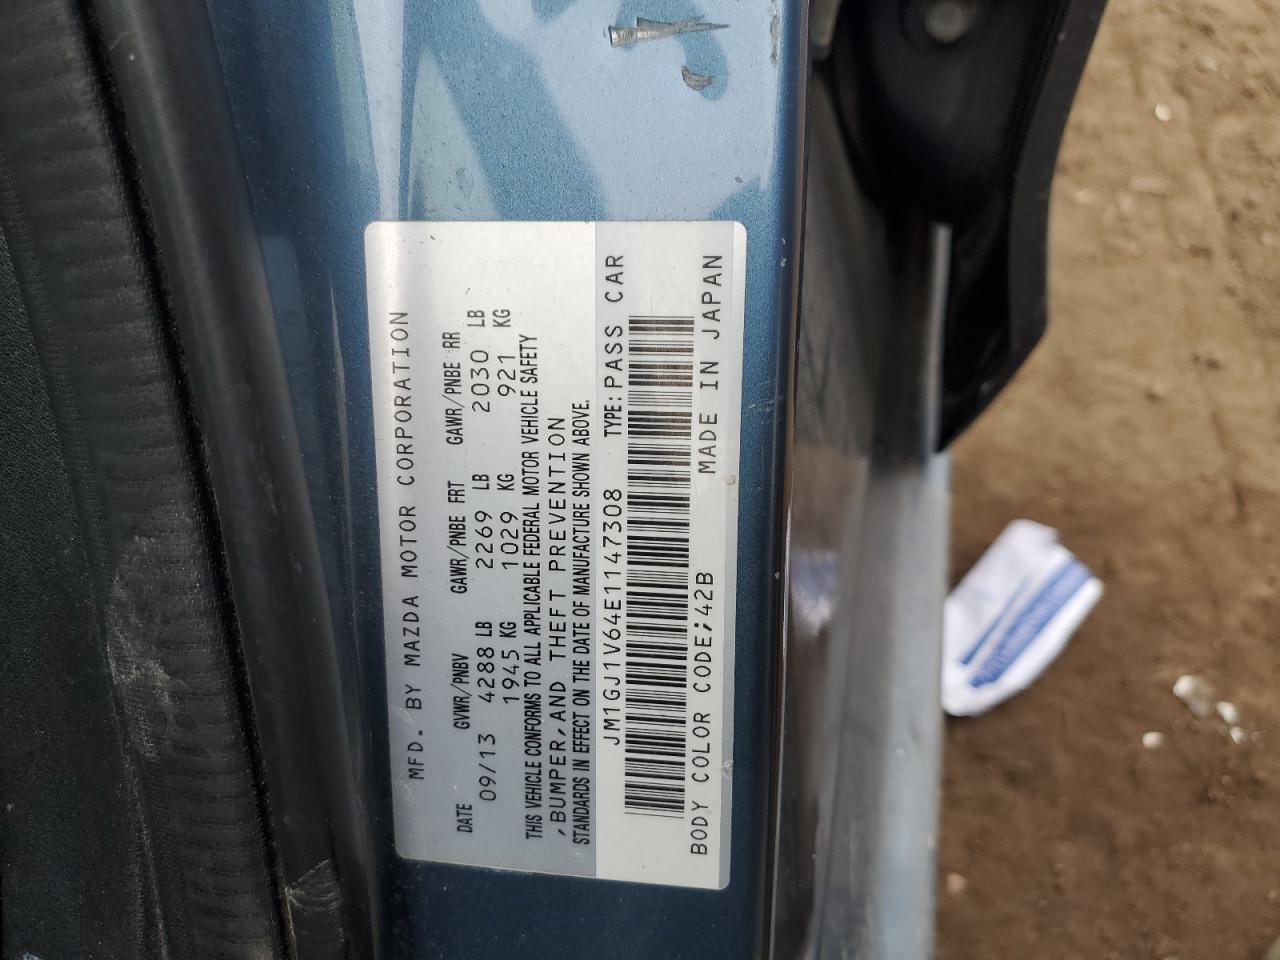 MFD. BY MAZDA MOTOR CORPORATION
DATE GVWR/PNBV GAWR/PNBE FRT GAWR/PNBE RR
09/13 4288 LB 2269 LB 2030 LB
1945 KG 1029 KG 921 KG
THIS VEHICLE CONFORMS TO ALL APPLICABLE FEDERAL MOTOR VEHICLE SAFETY
,BUMPER,AND THEFT PREVENTION
STANDARDS IN EFFECT ON THE DATE OF MANUFACTURE SHOWN ABOVE.
JM1GJ1V64E1147308 TYPE:PASS CAR
BODY COLOR CODE;42B MADE IN JAPAN